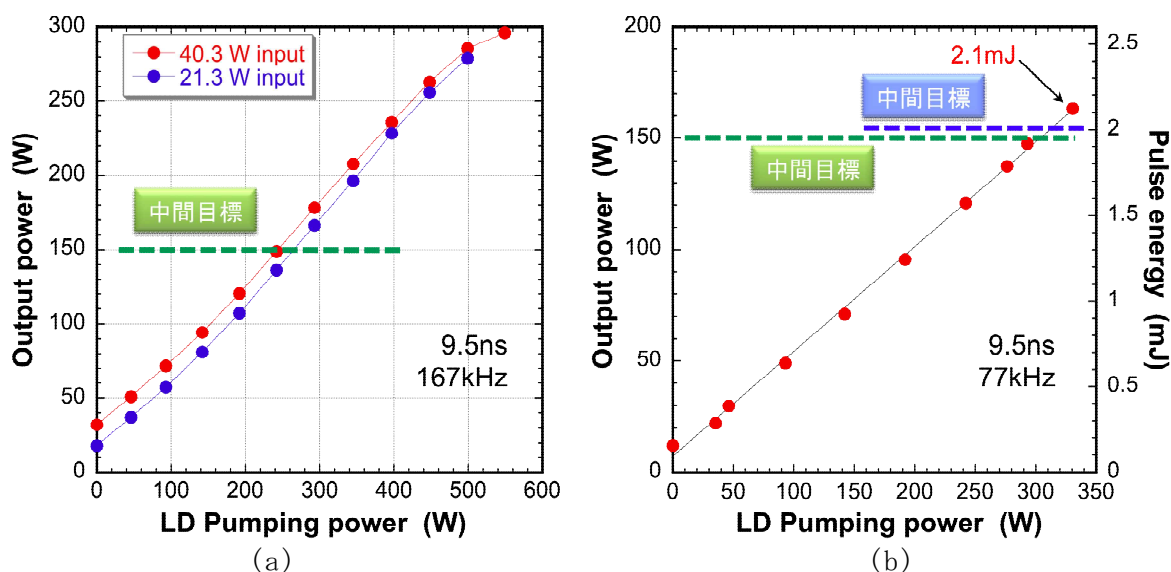 300
250
200
150
100
50
0
Output power (W)
40.3 W input
21.3 W input
中間目標
9.5ns
167kHz
0 100 200 300 400 500 600
LD Pumping power (W)
(a)
200
150
100
50
0
Output power (W)
2.1mJ
中間目標
中間目標
9.5ns
77kHz
2.5
2
1.5
1
0.5
0
Pulse energy (mJ)
0 50 100 150 200 250 300 350
LD Pumping power (W)
(b)